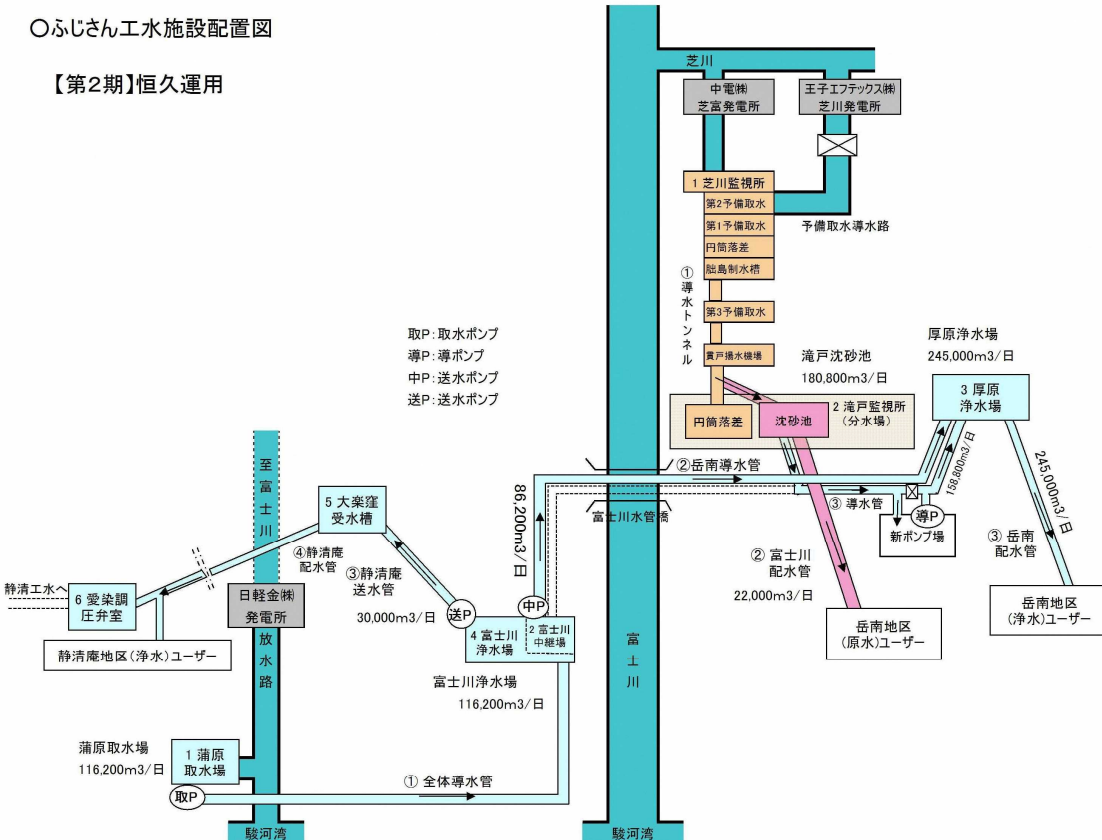 〇ふじさん工水施設配置図
【第2期】恒久運用
芝川
中電㈱
芝富発電所
王子エフテックス㈱
芝川発電所
1 芝川監視所
第2予備取水
第1予備取水
円筒落差
朏島制水槽
予備取水導水路
①導水トンネル
第3予備取水
貫戸揚水機場
取P：取水ポンプ
導P：導ポンプ
中P：送水ポンプ
送P：送水ポンプ
滝戸沈砂池
180,800m3/日
厚原浄水場
245,000m3/日
3 厚原
浄水場
円筒落差
沈砂池
2 滝戸監視所
（分水場）
至富士川
5 大楽窪
受水槽
②岳南導水管
86,200m3/日
富士川水管橋
③ 導水管
158,800m3/日
245,000m3/日
導P
新ポンプ場
③ 岳南
配水管
④静清庵
配水管
③静清庵
送水管
30,000m3/日
② 富士川
配水管
22,000m3/日
静清工水へ
6 愛染調
圧弁室
日軽金㈱
発電所
送P
中P
4 富士川
浄水場
2 富士川
中継場
岳南地区
（原水）ユーザー
岳南地区
（浄水）ユーザー
静清庵地区（浄水）ユーザー
放水路
富士川
富士川浄水場
116,200m3/日
蒲原取水場
116,200m3/日
1 蒲原
取水場
取P
① 全体導水管
駿河湾
駿河湾